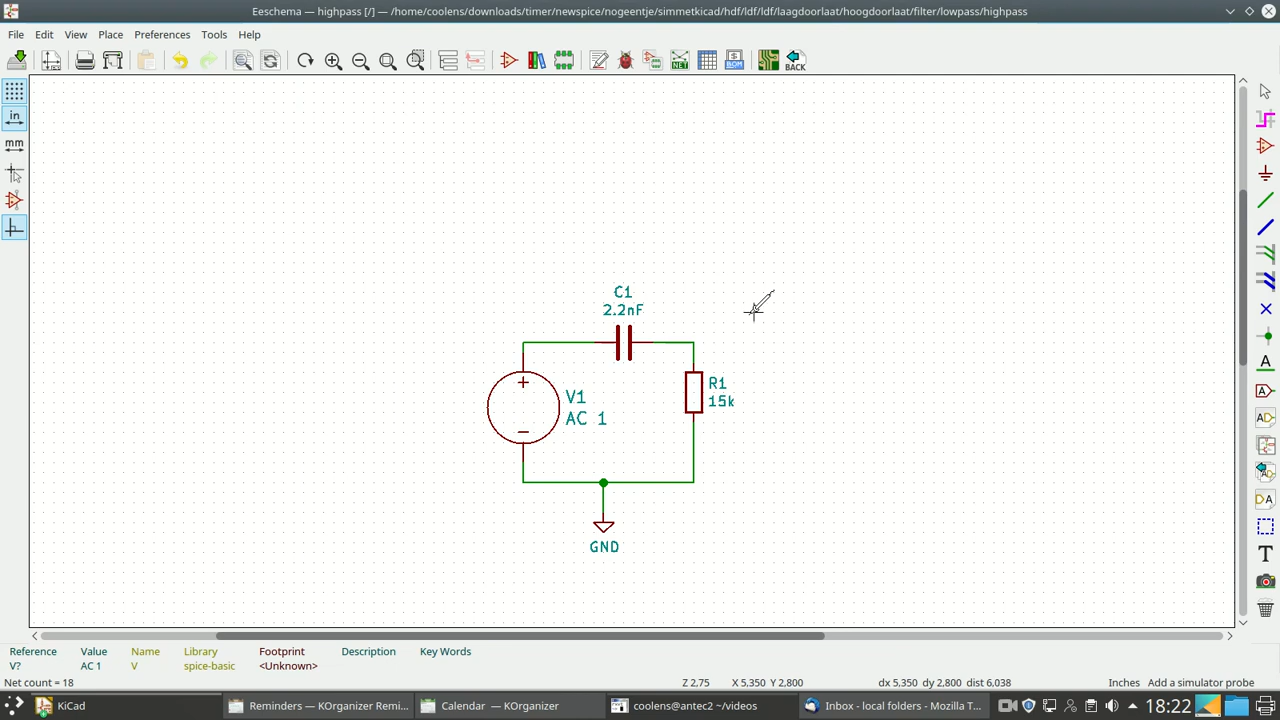 Eeschema — highpass [/] — /home/coolens/downloads/timer/newspice/nogeentje/simmetkicad/hdf/ldf/ldf/laagdoorlaat/hoogdoorlaat/filter/lowpass/highpass
File Edit View Place Preferences Tools Help
NET
BOM
BACK
in
mm
A
A
A
A
A
T
C1
2.2nF
V1
AC 1
R1
15k
GND
Reference Value Name Library Footprint Description Key Words
V? AC 1 V spice-basic <Unknown>
Net count = 18 Z 2,75 X 5,350 Y 2,800 dx 5,350 dy 2,800 dist 6,038 Inches Add a simulator probe
KiCad Reminders — KOrganizer Remi... Calendar — KOrganizer coolens@antec2 ~/videos Inbox - local folders - Mozilla T... 18:22